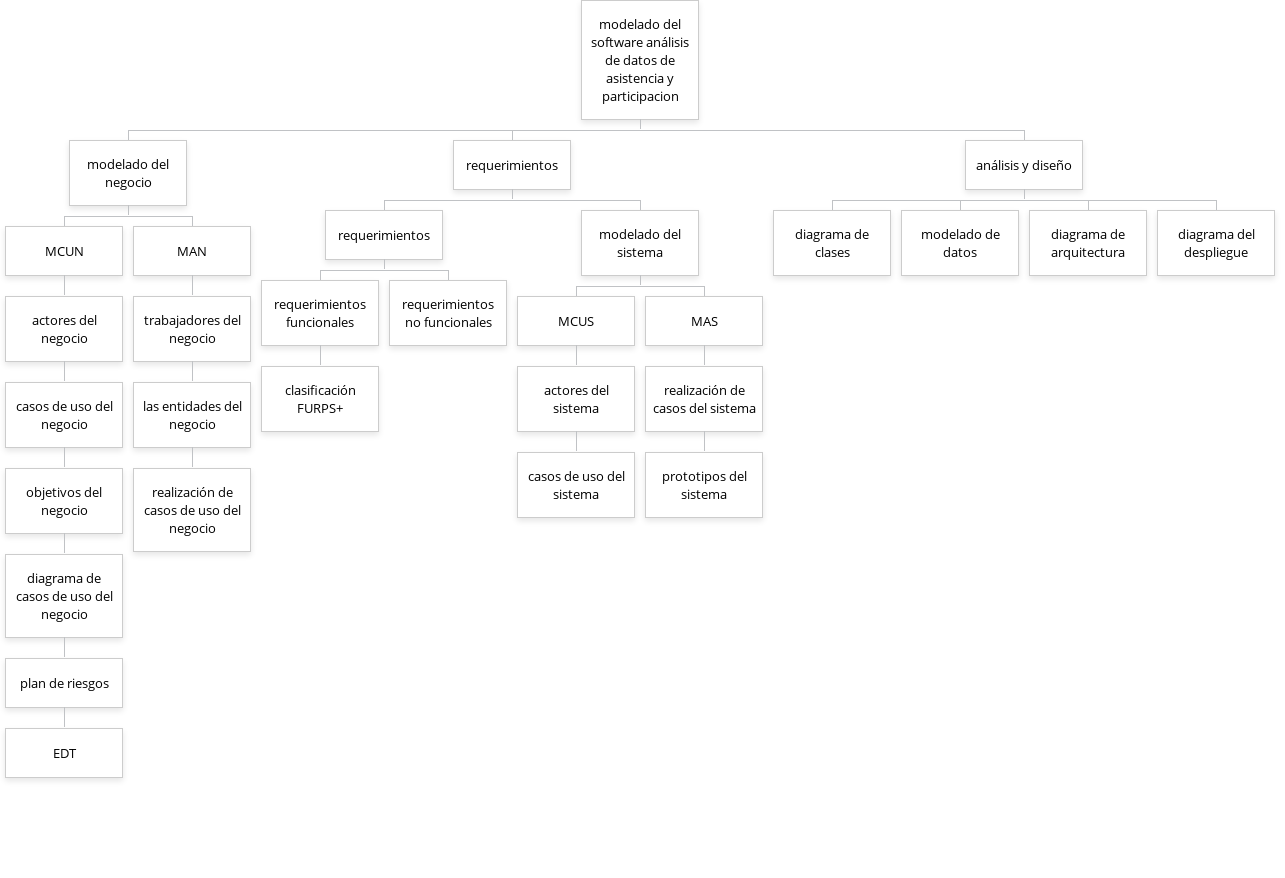 modelado del
software análisis
de datos de
asistencia y
participacion
modelado del
negocio
requerimientos
análisis y diseño
MCUN
MAN
requerimientos
modelado del
sistema
diagrama de
clases
modelado de
datos
diagrama de
arquitectura
diagrama del
despliegue
actores del
negocio
trabajadores del
negocio
requerimientos
funcionales
requerimientos
no funcionales
MCUS
MAS
casos de uso del
negocio
las entidades del
negocio
clasificación
FURPS+
actores del
sistema
realización de
casos del sistema
objetivos del
negocio
realización de
casos de uso del
negocio
casos de uso del
sistema
prototipos del
sistema
diagrama de
casos de uso del
negocio
plan de riesgos
EDT